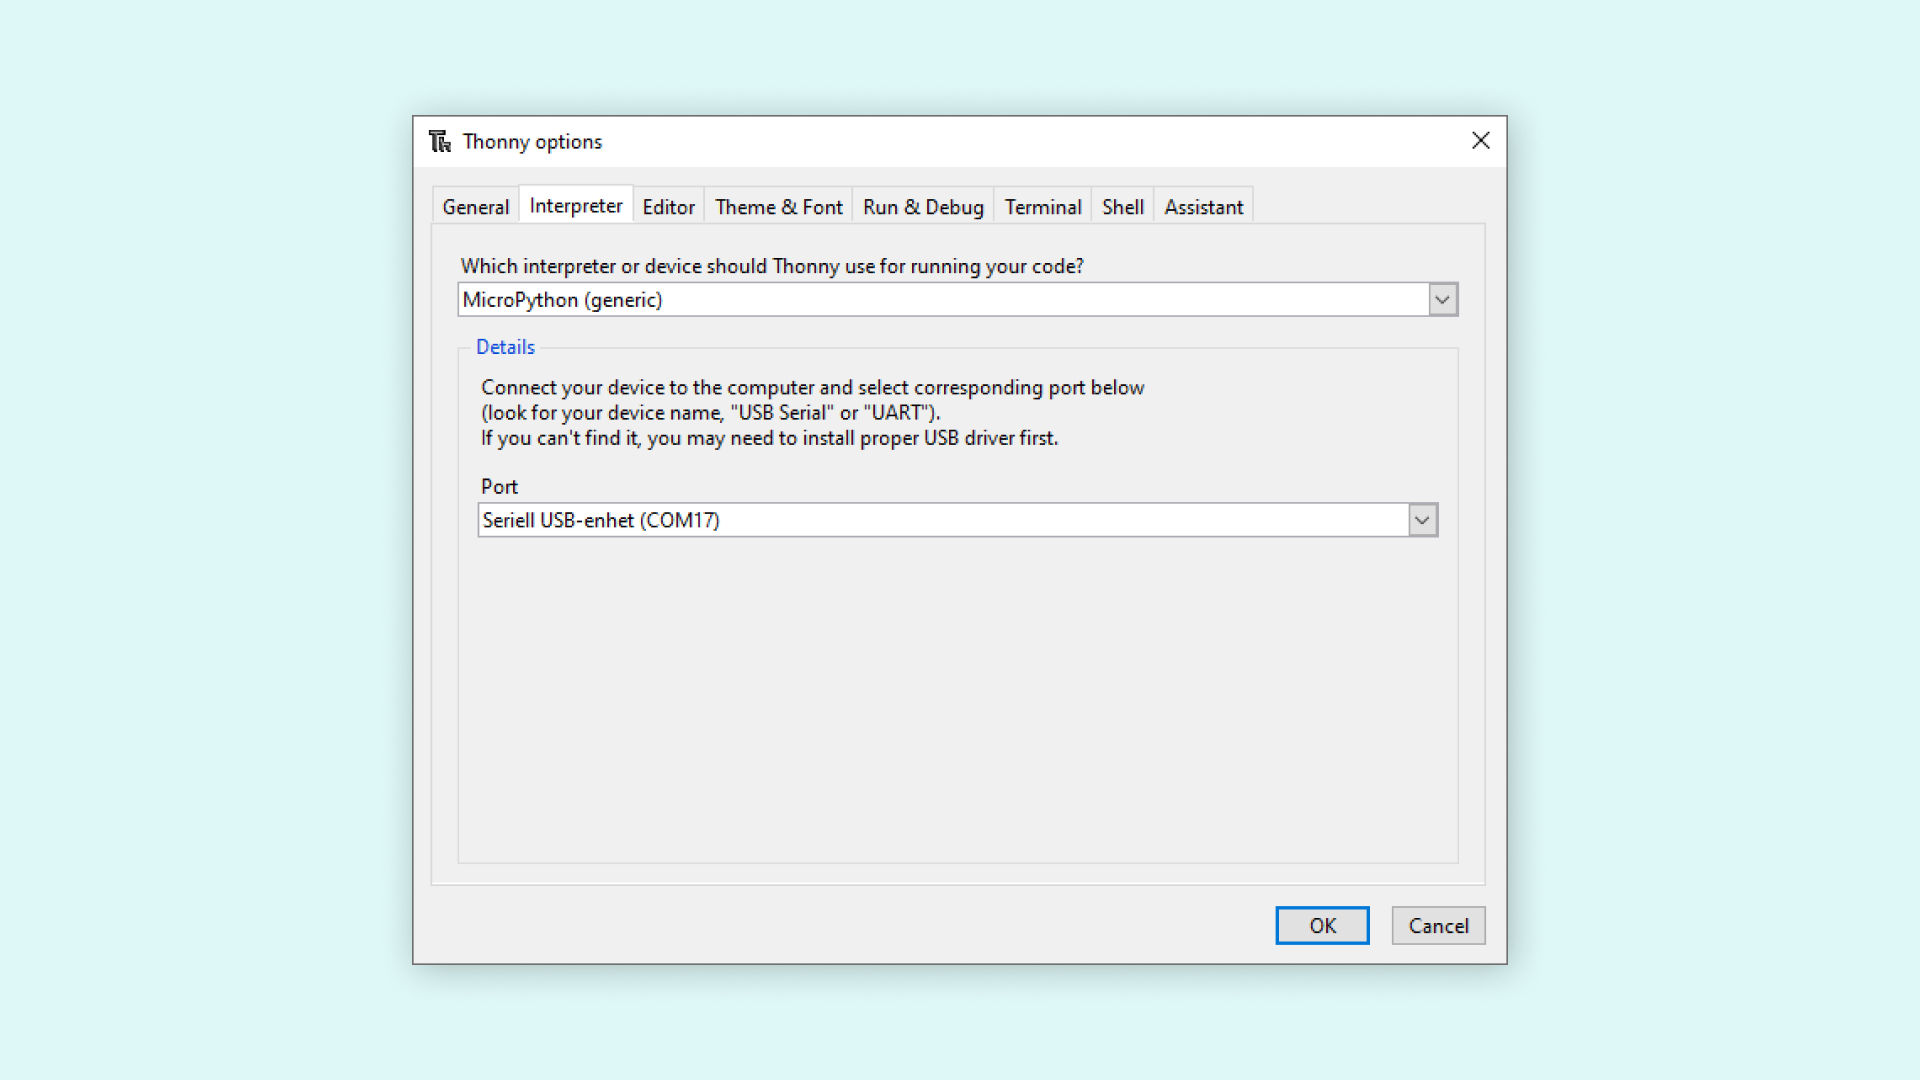 Thonny options
General Interpreter Editor Theme & Font Run & Debug Terminal Shell Assistant
Which interpreter or device should Thonny use for running your code?
MicroPython (generic)
Details
Connect your device to the computer and select corresponding port below
(look for your device name, "USB Serial" or "UART").
If you can't find it, you may need to install proper USB driver first.
Port
Seriell USB-enhet (COM17)
OK Cancel